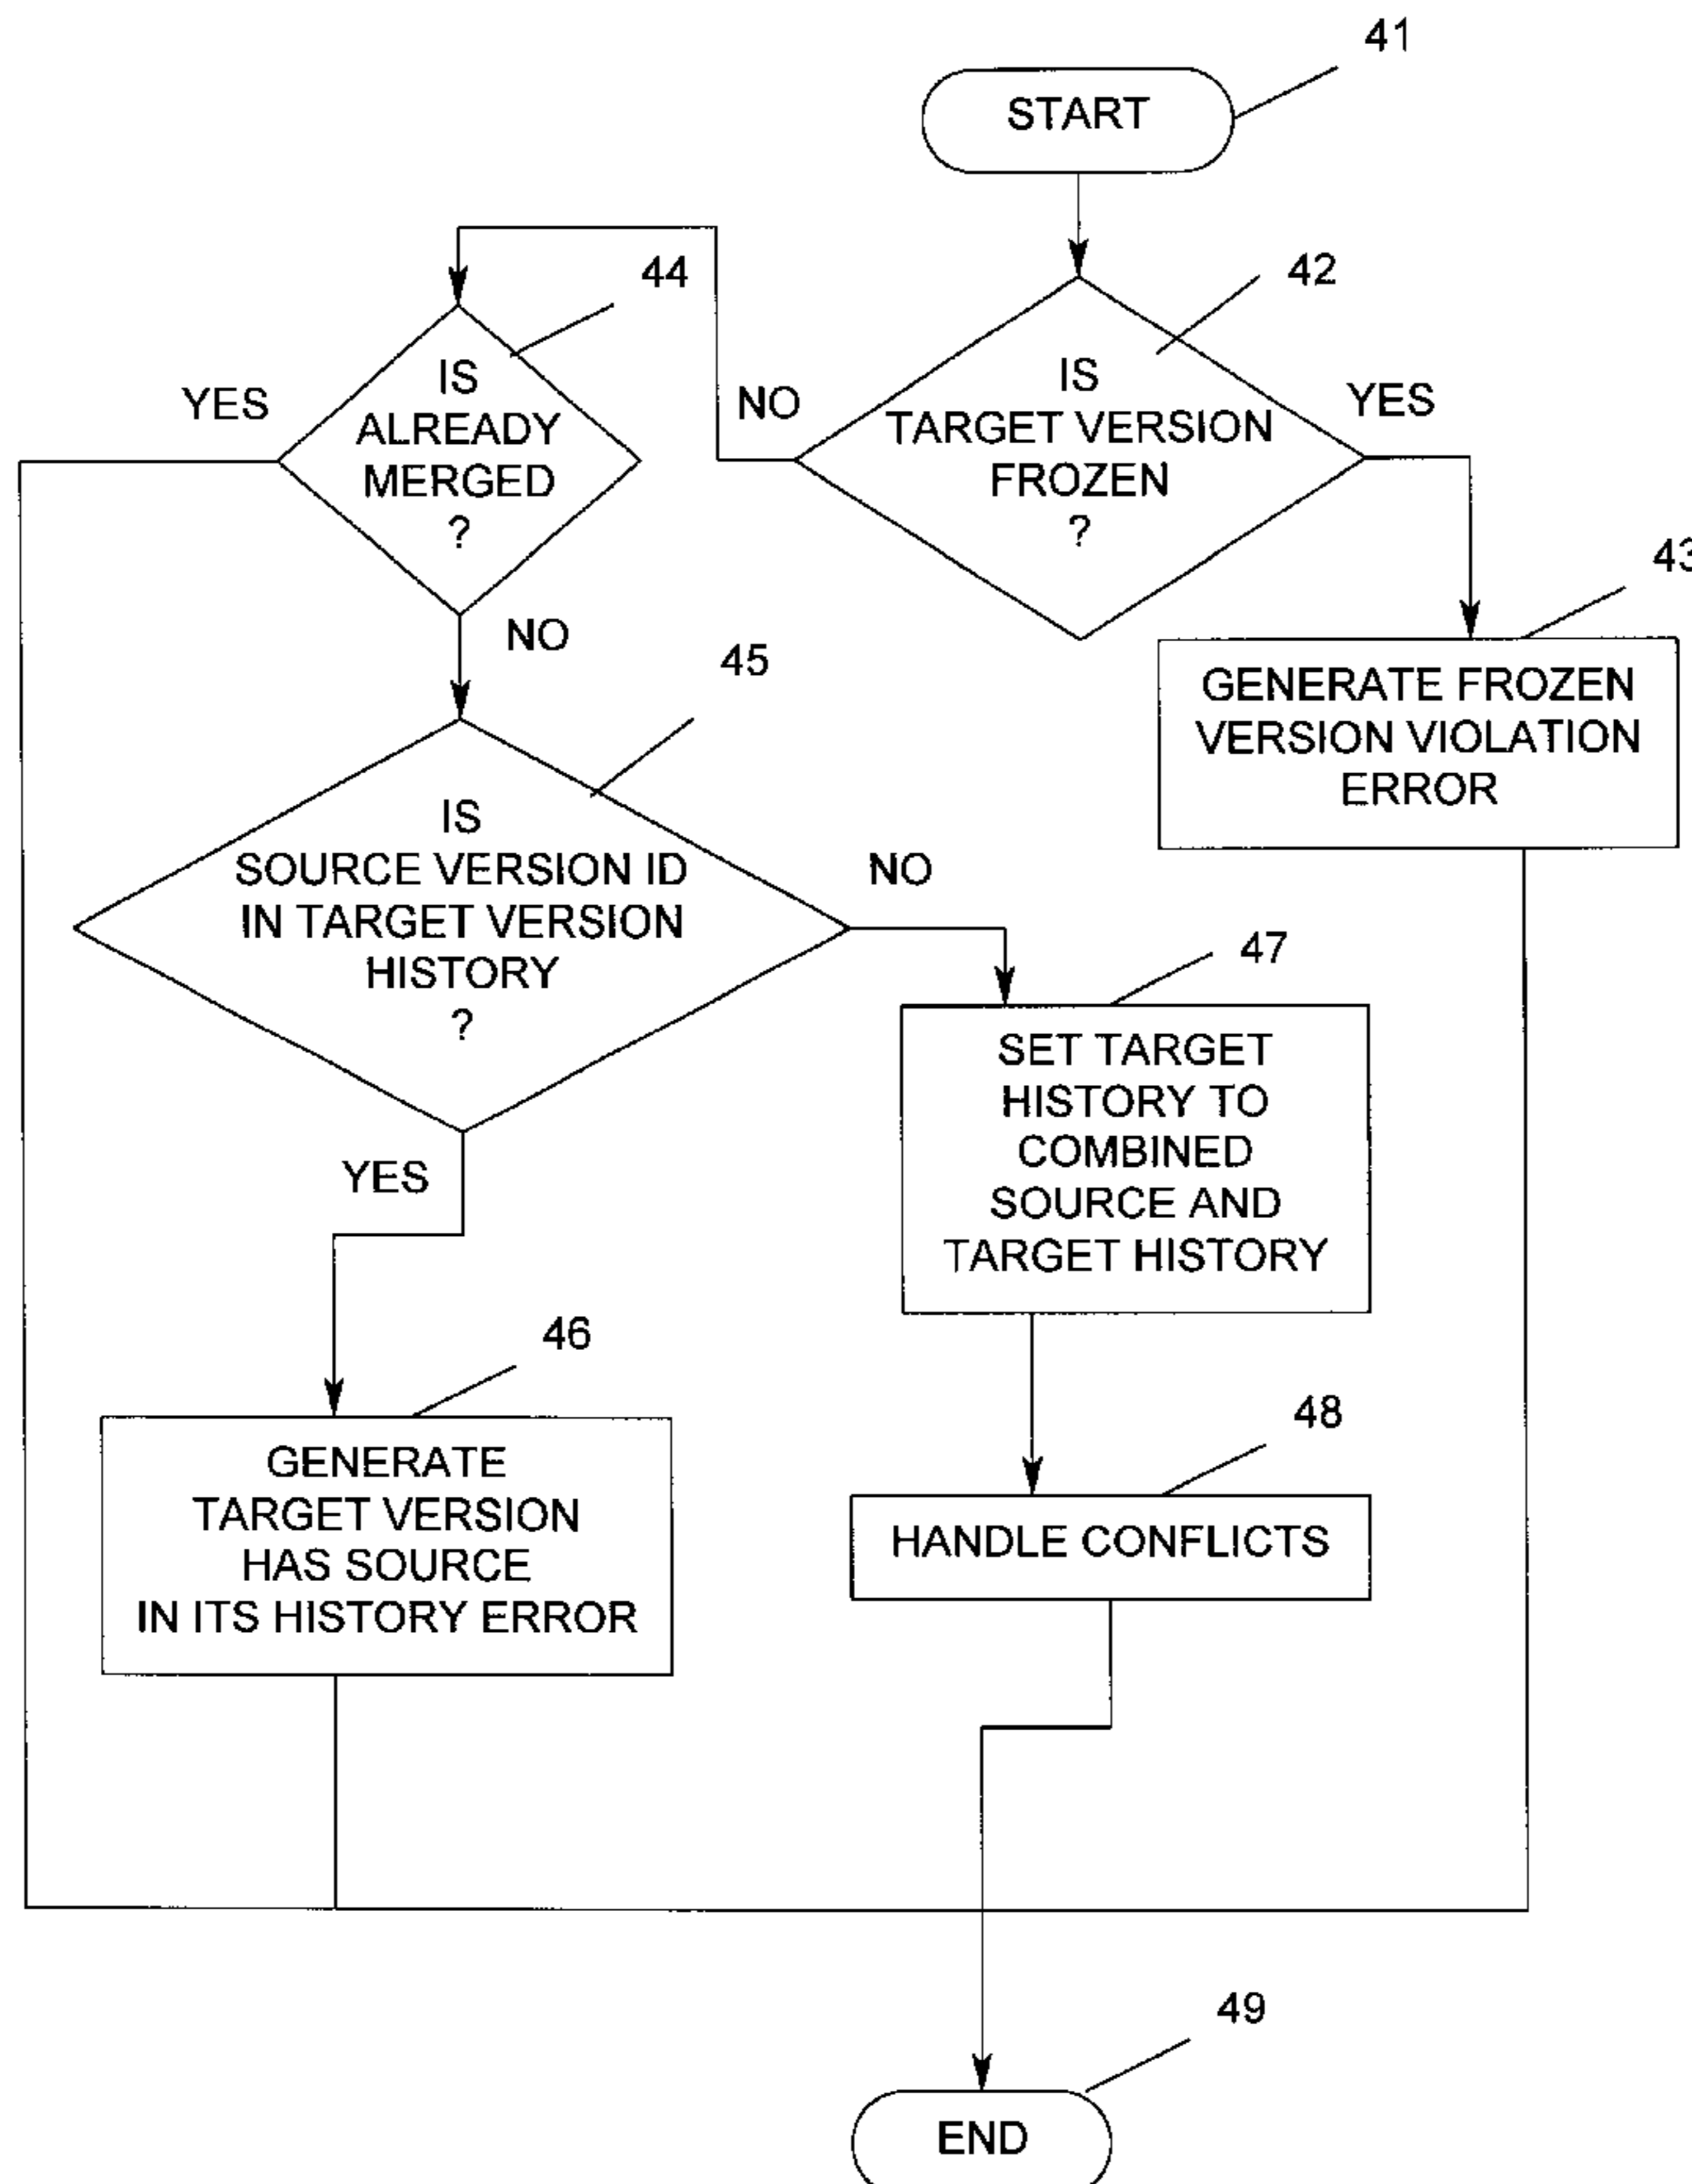 41
START
44
42
IS
ALREADY
MERGED
?
YES
NO
IS
TARGET VERSION
FROZEN
?
YES
NO
43
GENERATE FROZEN
VERSION VIOLATION
ERROR
45
IS
SOURCE VERSION ID
IN TARGET VERSION
HISTORY
?
NO
YES
47
SET TARGET
HISTORY TO
COMBINED
SOURCE AND
TARGET HISTORY
46
GENERATE
TARGET VERSION
HAS SOURCE
IN ITS HISTORY ERROR
48
HANDLE CONFLICTS
49
END